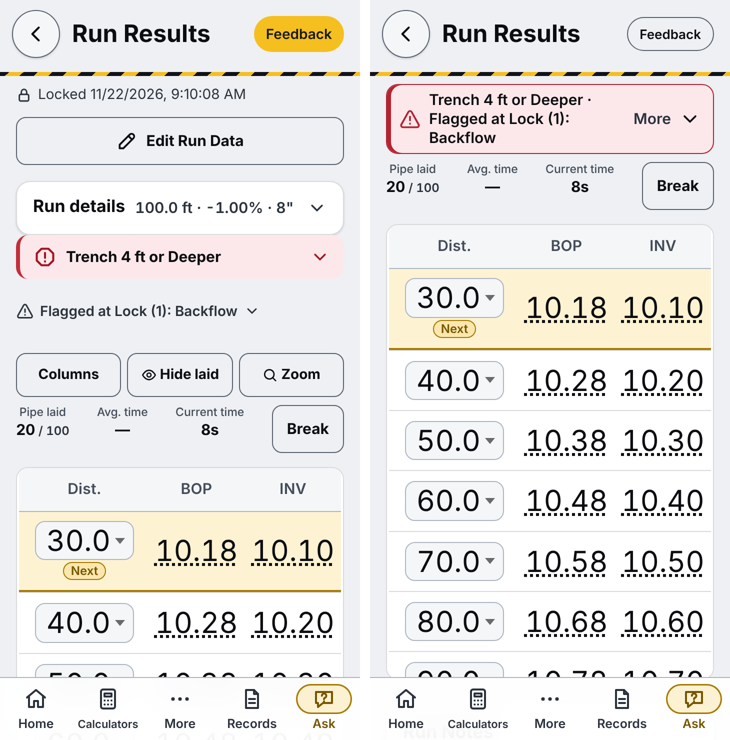 Run Results
Feedback
Locked 11/22/2026, 9:10:08 AM
Edit Run Data
Run details 100.0 ft · -1.00% · 8"
Trench 4 ft or Deeper
Flagged at Lock (1): Backflow
Columns
Hide laid
Zoom
Pipe laid Avg. time Current time
20 / 100 — 8s
Break
Dist. BOP INV
30.0 10.18 10.10
Next
40.0 10.28 10.20
Home Calculators More Records Ask
Run Results
Feedback
Trench 4 ft or Deeper ·
Flagged at Lock (1):
Backflow
More
Pipe laid Avg. time Current time
20 / 100 — 8s
Break
Dist. BOP INV
30.0 10.18 10.10
Next
40.0 10.28 10.20
50.0 10.38 10.30
60.0 10.48 10.40
70.0 10.58 10.50
80.0 10.68 10.60
Home Calculators More Records Ask